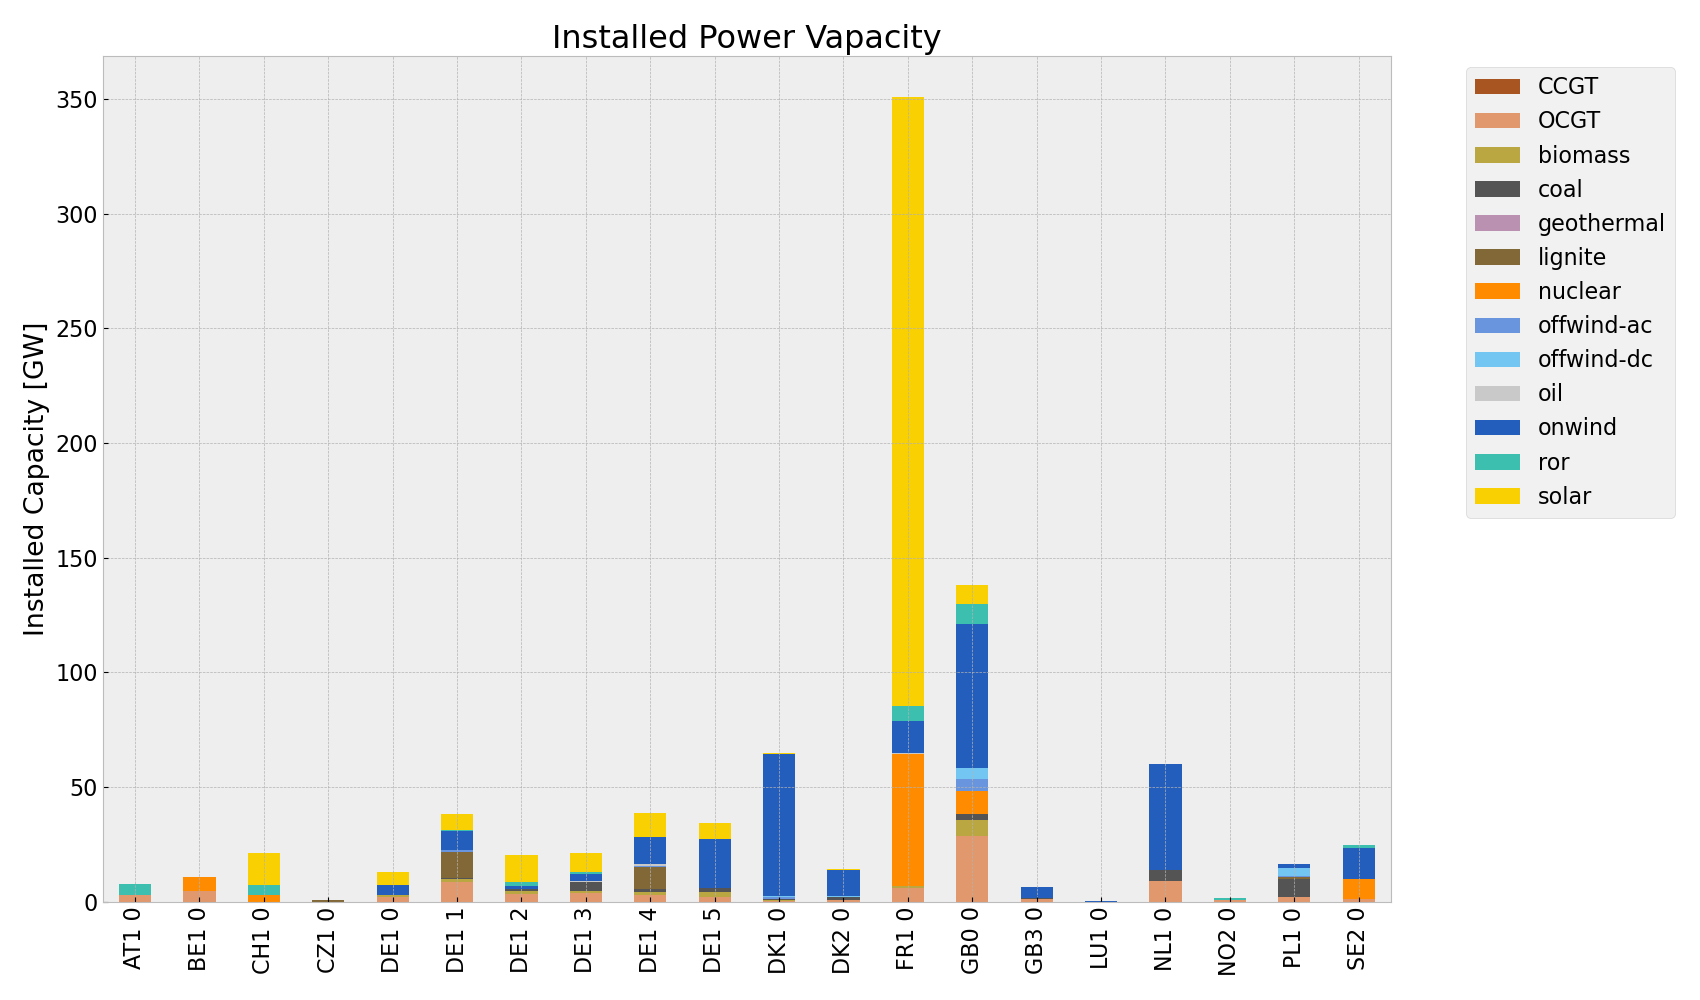 Installed Power Vapacity
Installed Capacity [GW]
350
300
250
200
150
100
50
0
AT1 0
BE1 0
CH1 0
CZ1 0
DE1 0
DE1 1
DE1 2
DE1 3
DE1 4
DE1 5
DK1 0
DK2 0
FR1 0
GB0 0
GB3 0
LU1 0
NL1 0
NO2 0
PL1 0
SE2 0
CCGT
OCGT
biomass
coal
geothermal
lignite
nuclear
offwind-ac
offwind-dc
oil
onwind
ror
solar